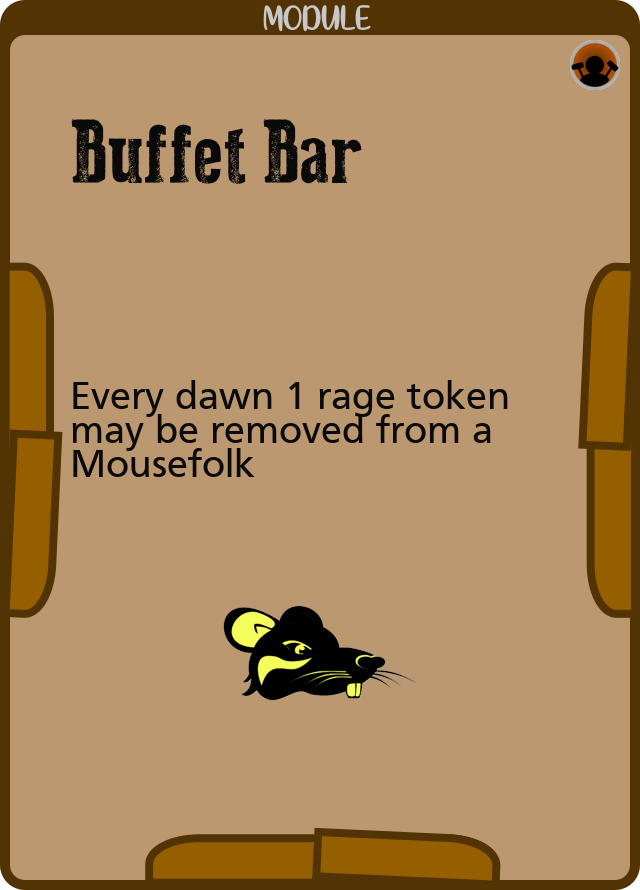 MODULE
Buffet Bar
Every dawn 1 rage token
may be removed from a
Mousefolk